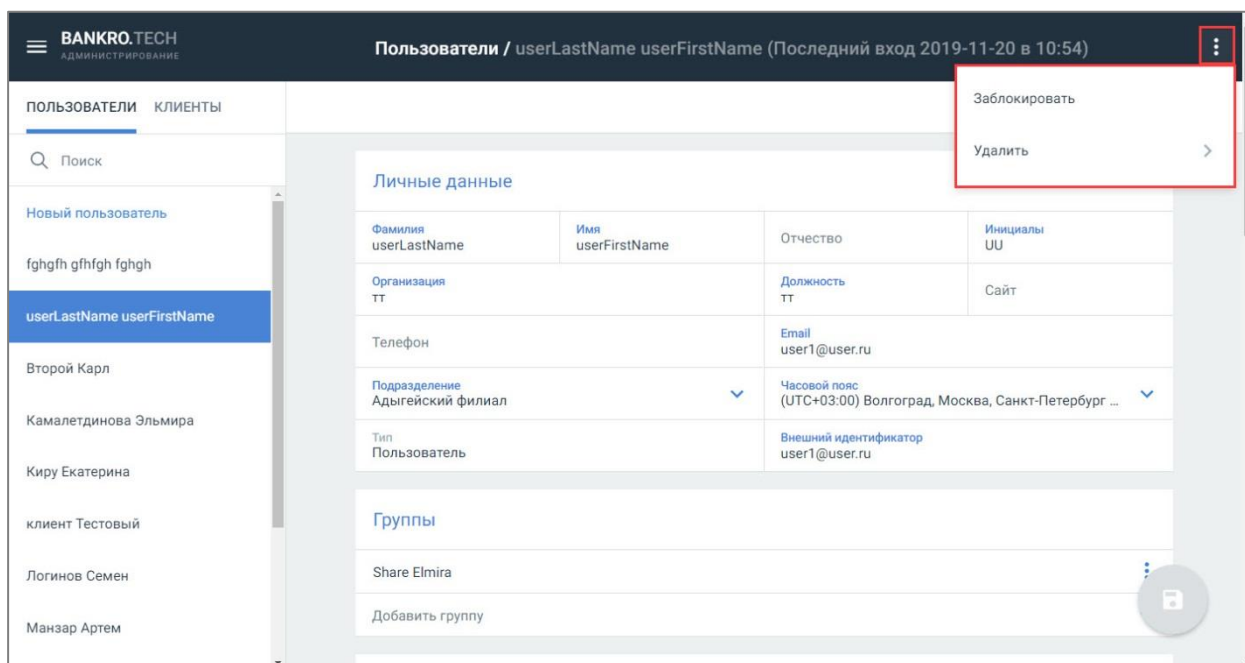 BANKRO.TECH
АДМИНИСТРИРОВАНИЕ
Пользователи / userLastName userFirstName (Последний вход 2019-11-20 в 10:54)
Заблокировать
Удалить
ПОЛЬЗОВАТЕЛИ КЛИЕНТЫ
Поиск
Новый пользователь
fghgfh gfhfgh fghgh
userLastName userFirstName
Второй Карл
Камалетдинова Эльмира
Киру Екатерина
клиент Тестовый
Логинов Семен
Манзар Артем
Личные данные
Фамилия
userLastName
Имя
userFirstName
Отчество
Инициалы
UU
Организация
тт
Должность
тт
Сайт
Телефон
Email
user1@user.ru
Подразделение
Адыгейский филиал
Часовой пояс
(UTC+03:00) Волгоград, Москва, Санкт-Петербург ...
Тип
Пользователь
Внешний идентификатор
user1@user.ru
Группы
Share Elmira
Добавить группу